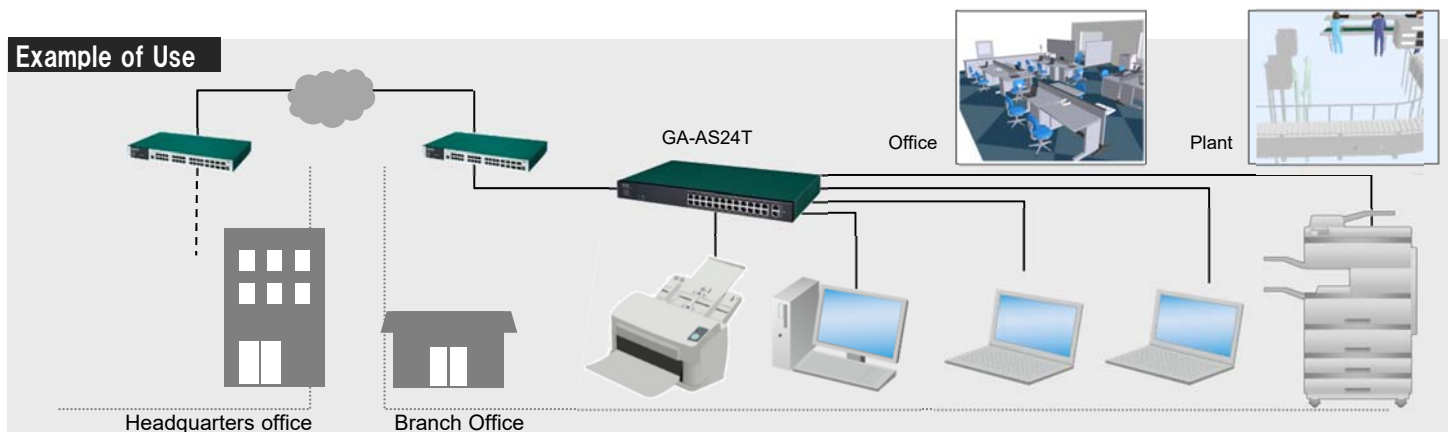 Example of Use
GA-AS24T
Office
Plant
Headquarters office
Branch Office